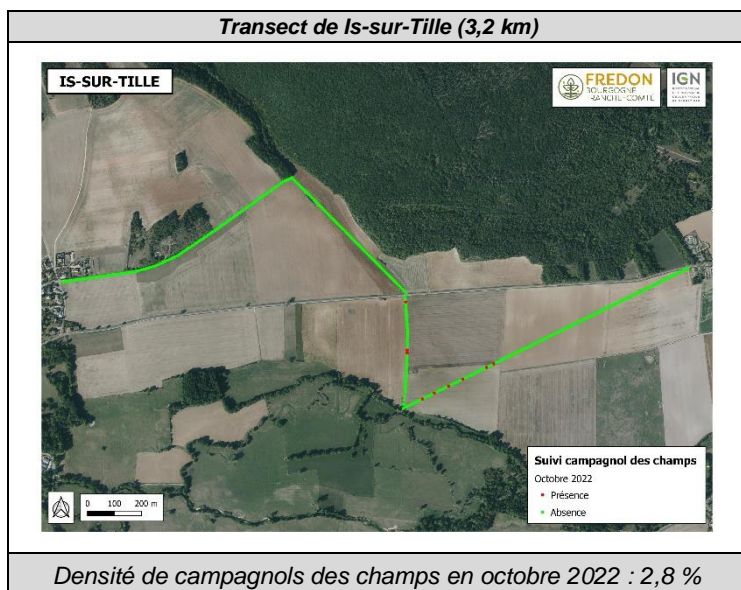 Transect de Is-sur-Tille (3,2 km)
IS-SUR-TILLE
FREDON
BOURGOGNE
FRANCHE-COMTÉ
IGN
Suivi campagnol des champs
Octobre 2022
Présence
Absence
0 100 200 m
Densité de campagnols des champs en octobre 2022 : 2,8 %